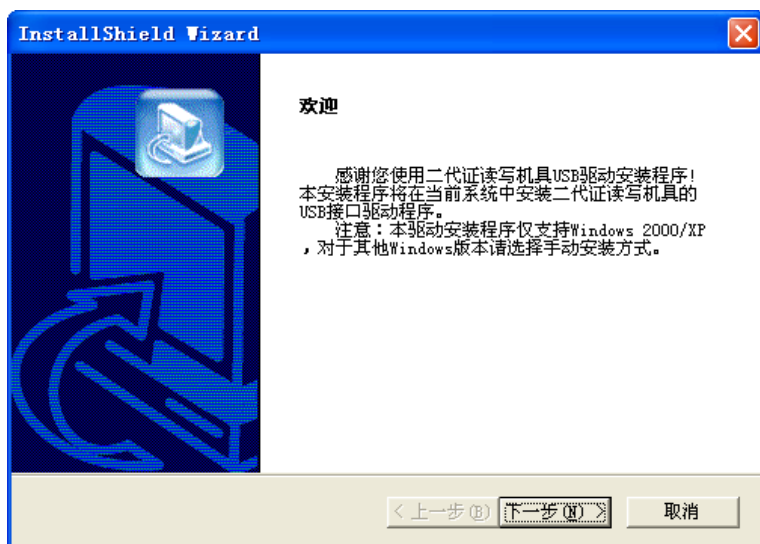 InstallShield Wizard
欢迎
感谢您使用二代证读写机具USB驱动安装程序!
本安装程序将在当前系统中安装二代证读写机具的
USB接口驱动程序。
注意：本驱动安装程序仅支持Windows 2000/XP
，对于其他Windows版本请选择手动安装方式。
< 上一步(B) 下一步(N) > 取消